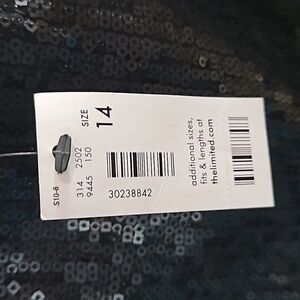 SIZE
14
2502 150
314 9445
S10-8
30238842
additional sizes,
fits & lengths at
thelimited.com